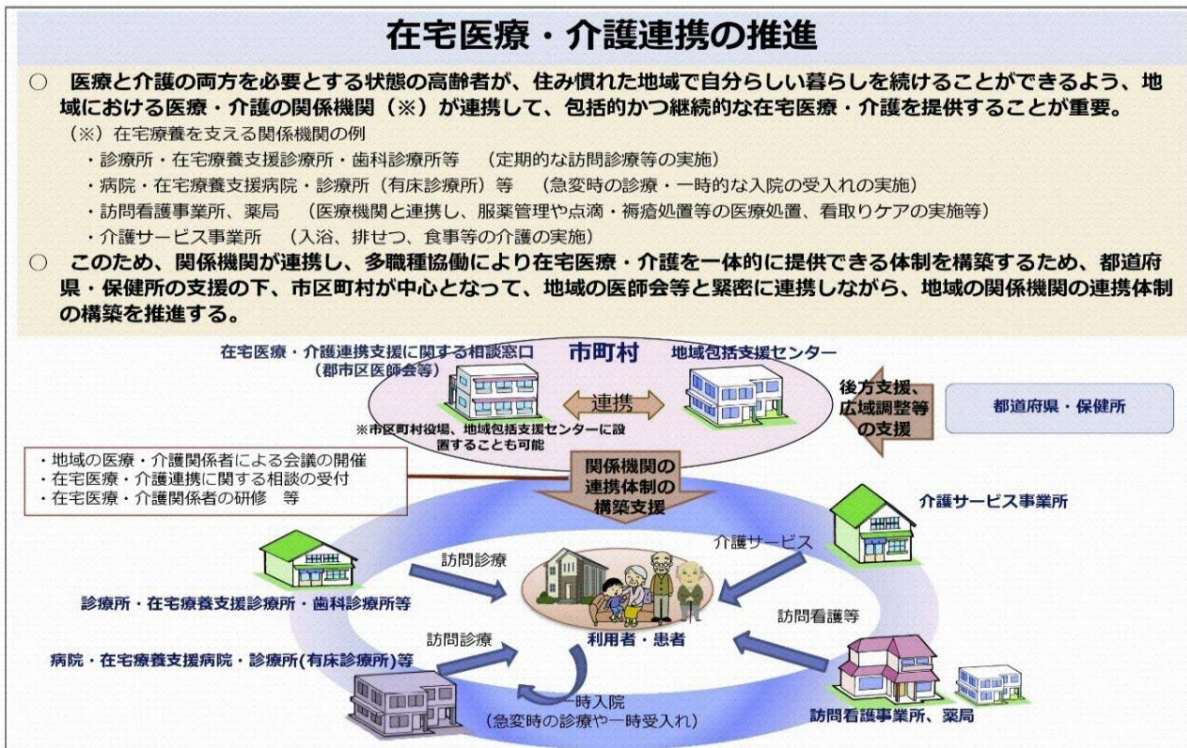 在宅医療・介護連携の推進
○ 医療と介護の両方を必要とする状態の高齢者が、住み慣れた地域で自分らしい暮らしを続けることができるよう、地
域における医療・介護の関係機関（※）が連携して、包括的かつ継続的な在宅医療・介護を提供することが重要。
（※）在宅療養を支える関係機関の例
・診療所・在宅療養支援診療所・歯科診療所等　（定期的な訪問診療等の実施）
・病院・在宅療養支援病院・診療所（有床診療所）等　（急変時の診療・一時的な入院の受入れの実施）
・訪問看護事業所、薬局　（医療機関と連携し、服薬管理や点滴・褥瘡処置等の医療処置、看取りケアの実施等）
・介護サービス事業所　（入浴、排せつ、食事等の介護の実施）
○ このため、関係機関が連携し、多職種協働により在宅医療・介護を一体的に提供できる体制を構築するため、都道府
県・保健所の支援の下、市区町村が中心となって、地域の医師会等と緊密に連携しながら、地域の関係機関の連携体制
の構築を推進する。
市町村
在宅医療・介護連携支援に関する相談窓口
（郡市区医師会等）
地域包括支援センター
連携
※市区町村役場、地域包括支援センターに設
置することも可能
後方支援、
広域調整等
の支援
都道府県・保健所
・地域の医療・介護関係者による会議の開催
・在宅医療・介護連携に関する相談の受付
・在宅医療・介護関係者の研修　等
関係機関の
連携体制の
構築支援
介護サービス事業所
訪問診療
介護サービス
診療所・在宅療養支援診療所・歯科診療所等
利用者・患者
訪問看護等
訪問診療
病院・在宅療養支援病院・診療所(有床診療所)等
一時入院
（急変時の診療や一時受入れ）
訪問看護事業所、薬局